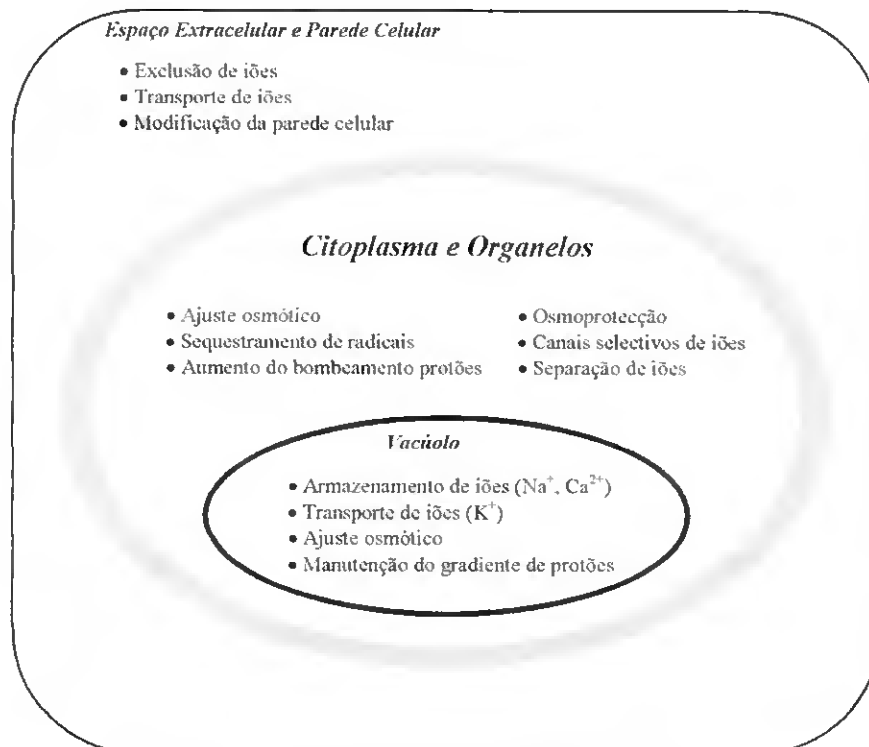 Espaço Extracelular e Parede Celular
• Exclusão de iões
• Transporte de iões
• Modificação da parede celular
Citoplasma e Organelos
• Ajuste osmótico
• Sequestramento de radicais
• Aumento do bombeamento protões
• Osmoprotecção
• Canais selectivos de iões
• Separação de iões
Vacúolo
• Armazenamento de iões (Na⁺, Ca²⁺)
• Transporte de iões (K⁺)
• Ajuste osmótico
• Manutenção do gradiente de protões